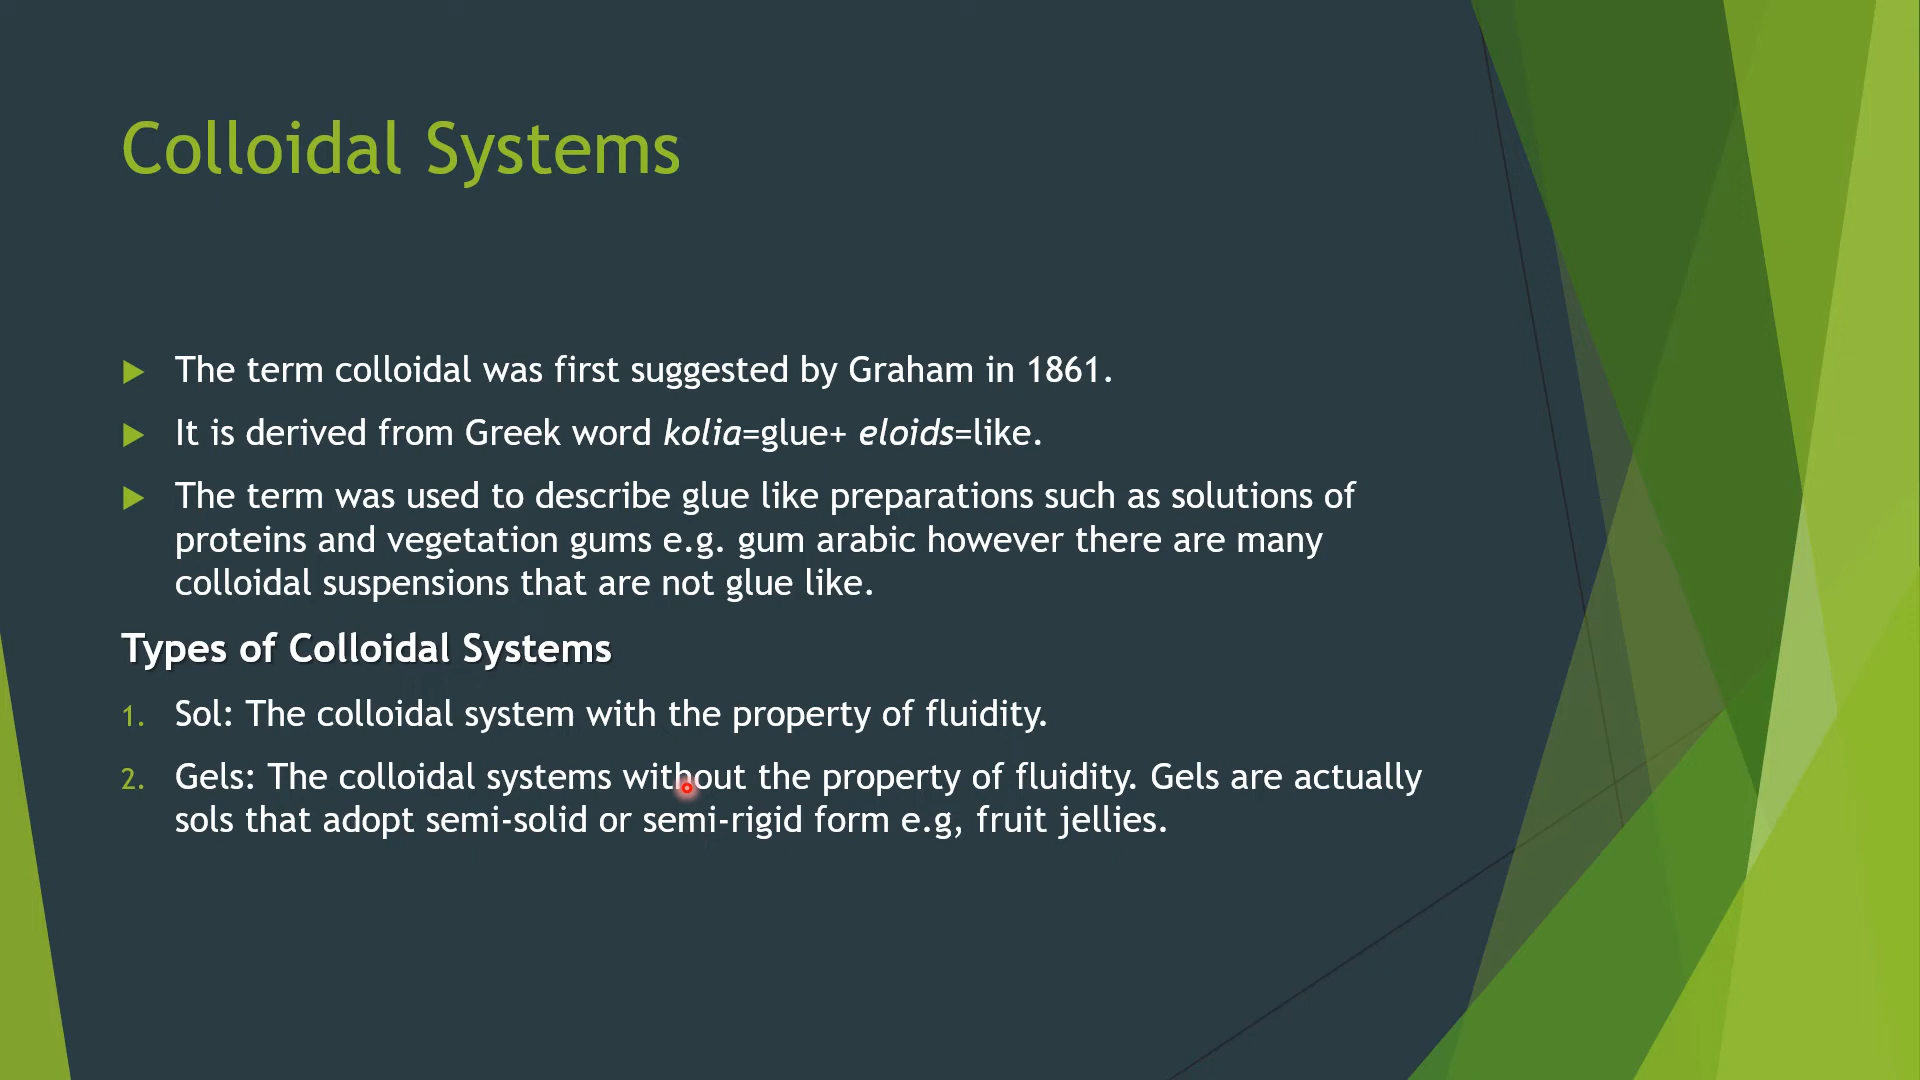 Colloidal Systems
The term colloidal was first suggested by Graham in 1861.
It is derived from Greek word kolia=glue+ eloids=like.
The term was used to describe glue like preparations such as solutions of
proteins and vegetation gums e.g. gum arabic however there are many
colloidal suspensions that are not glue like.
Types of Colloidal Systems
1. Sol: The colloidal system with the property of fluidity.
2. Gels: The colloidal systems without the property of fluidity. Gels are actually
sols that adopt semi-solid or semi-rigid form e.g, fruit jellies.